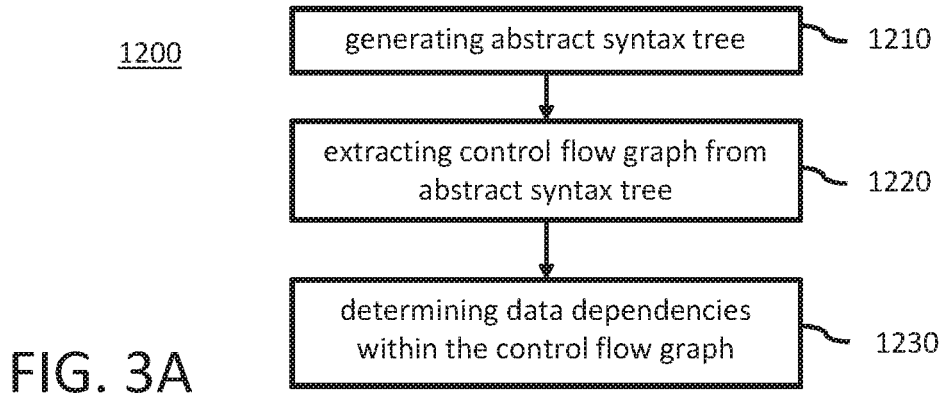 generating abstract syntax tree
1210
1200
extracting control flow graph from
abstract syntax tree
1220
determining data dependencies
within the control flow graph
1230
FIG. 3A